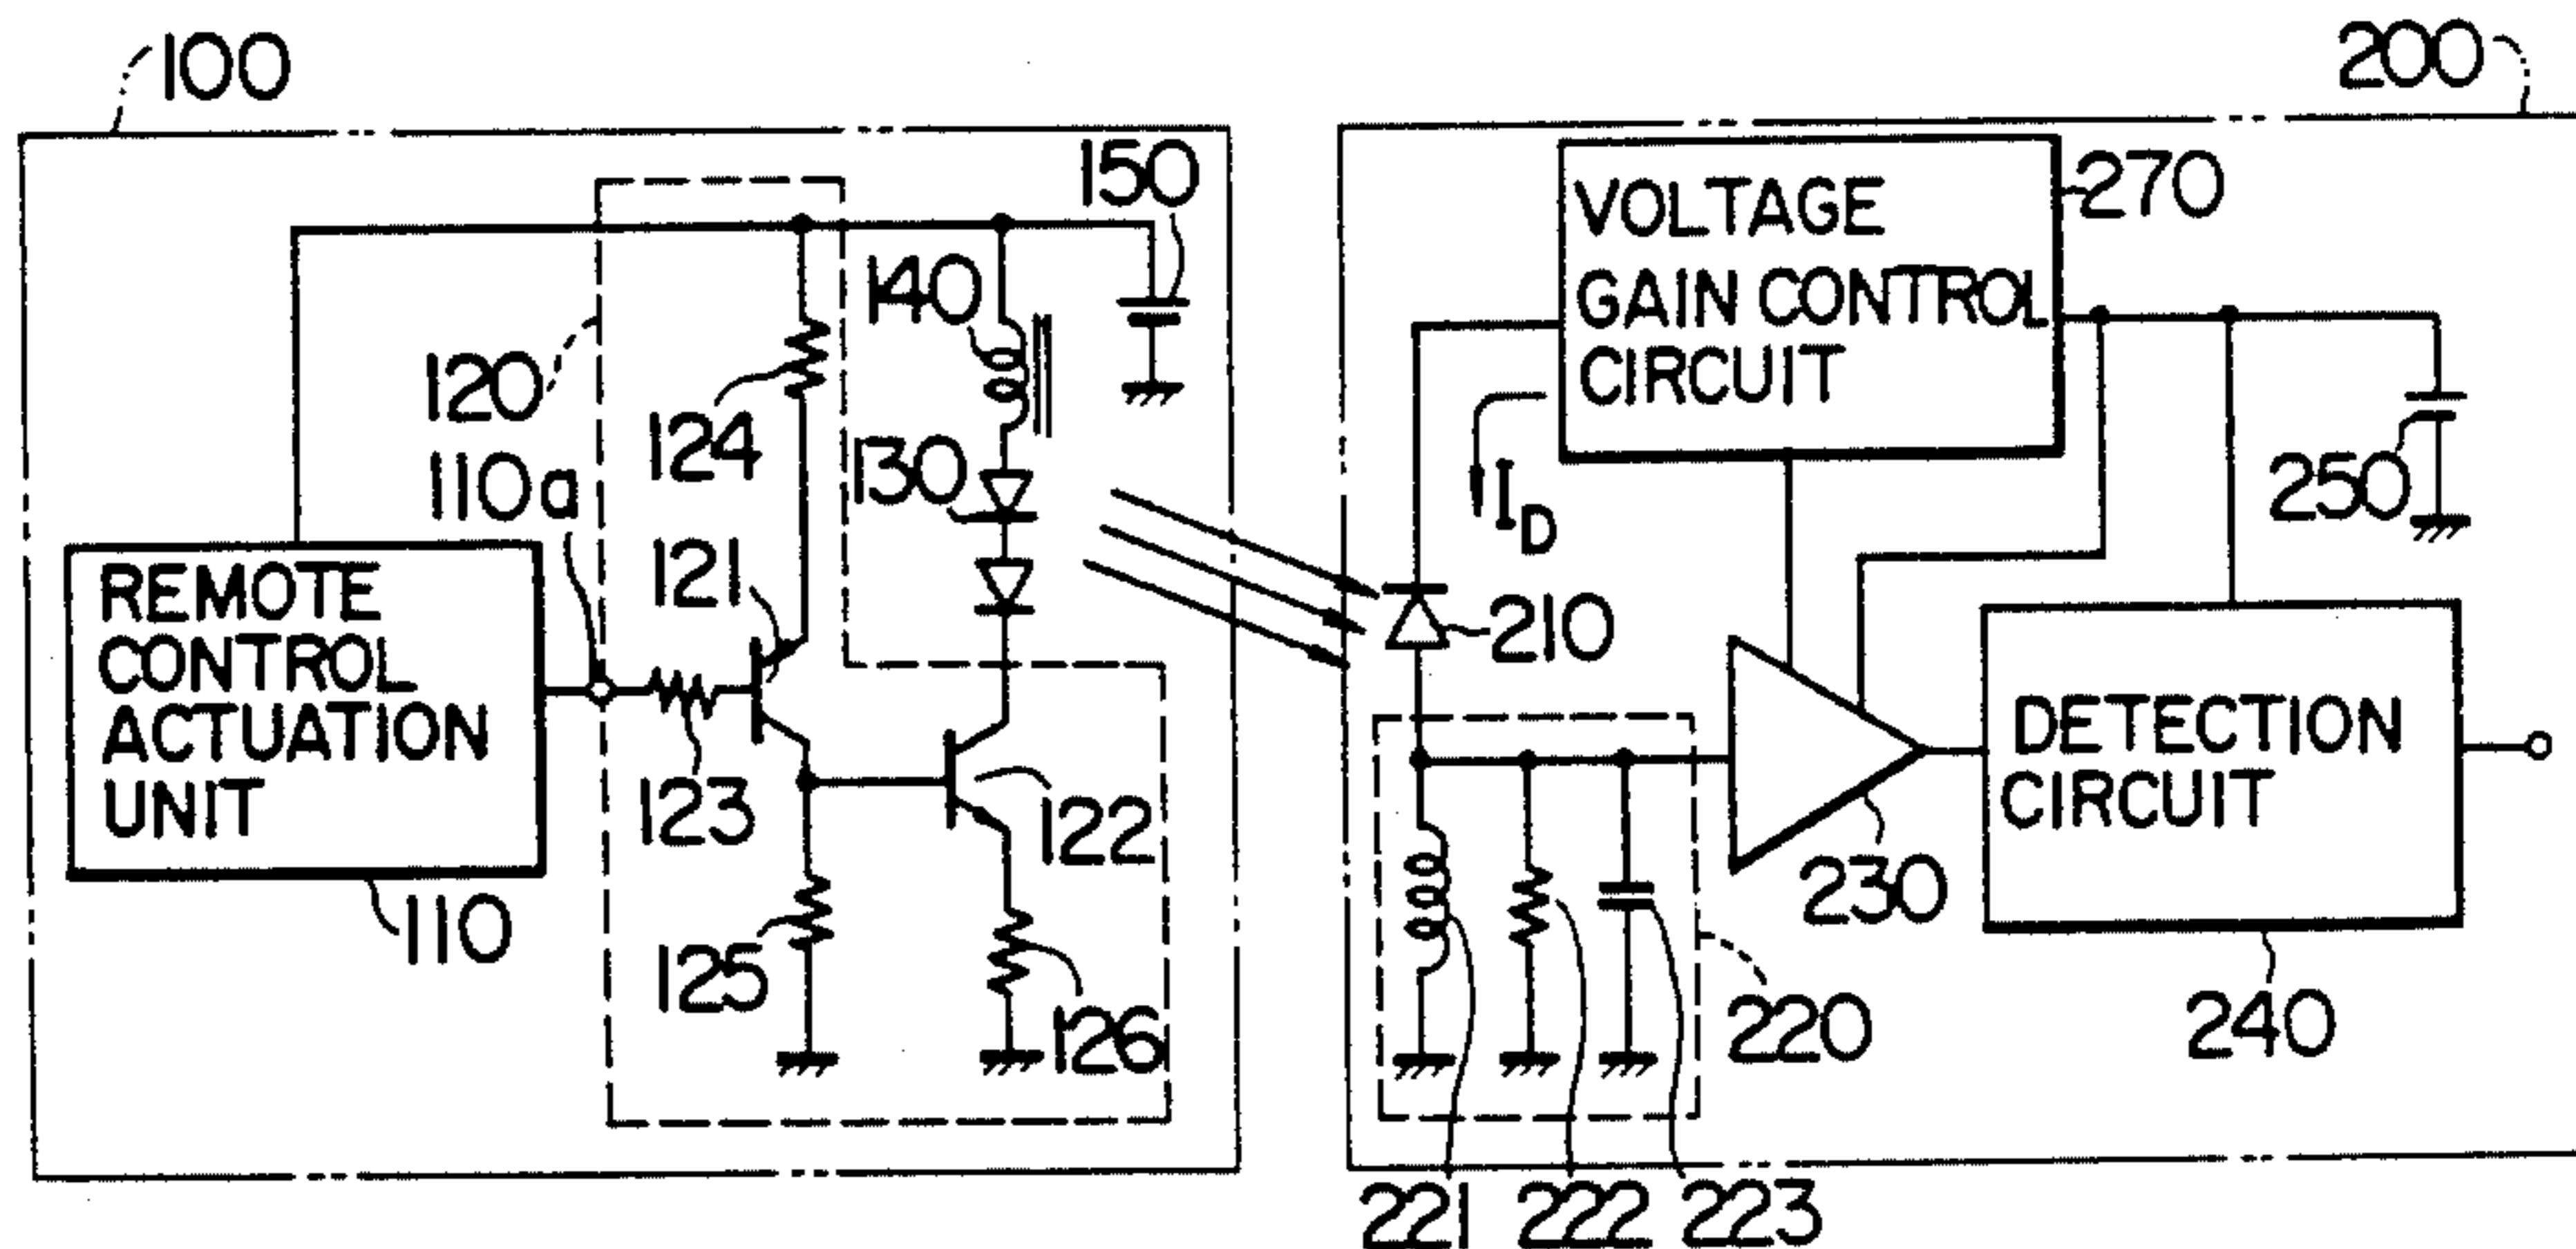 100
200
150
270
VOLTAGE
GAIN CONTROL
CIRCUIT
140
120
124
130
110a
I_D
250
121
210
REMOTE
CONTROL
ACTUATION
UNIT
DETECTION
CIRCUIT
123
122
230
110
125
126
220
240
221
222
223